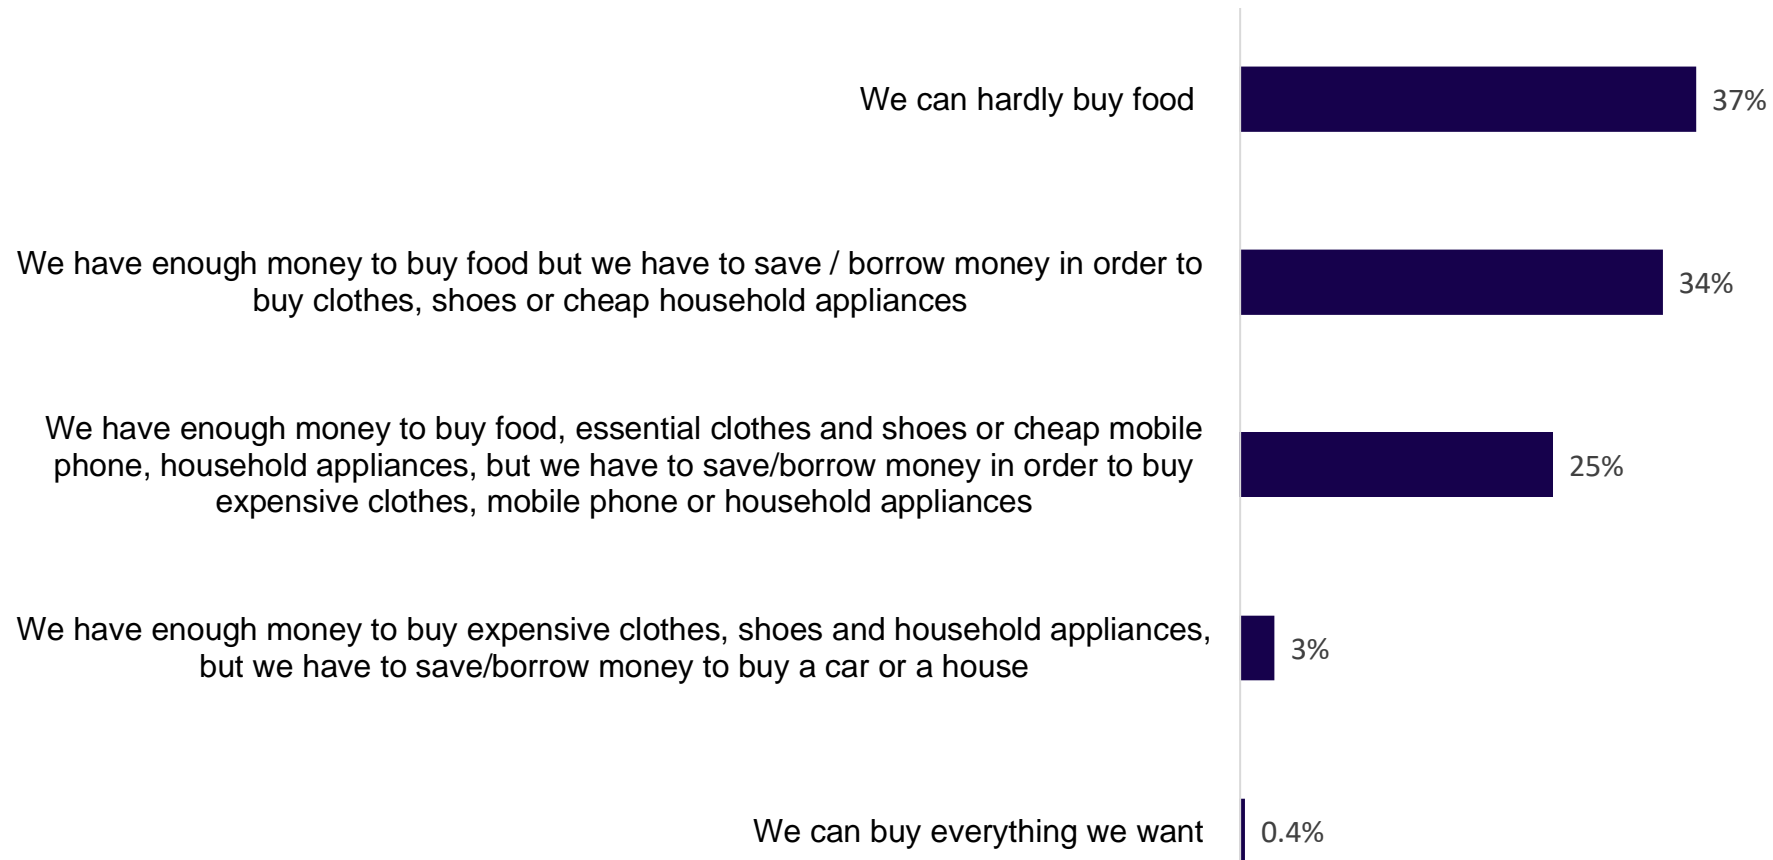 We can hardly buy food
37%
We have enough money to buy food but we have to save / borrow money in order to
buy clothes, shoes or cheap household appliances
34%
We have enough money to buy food, essential clothes and shoes or cheap mobile
phone, household appliances, but we have to save/borrow money in order to buy
expensive clothes, mobile phone or household appliances
25%
We have enough money to buy expensive clothes, shoes and household appliances,
but we have to save/borrow money to buy a car or a house
3%
We can buy everything we want
0.4%